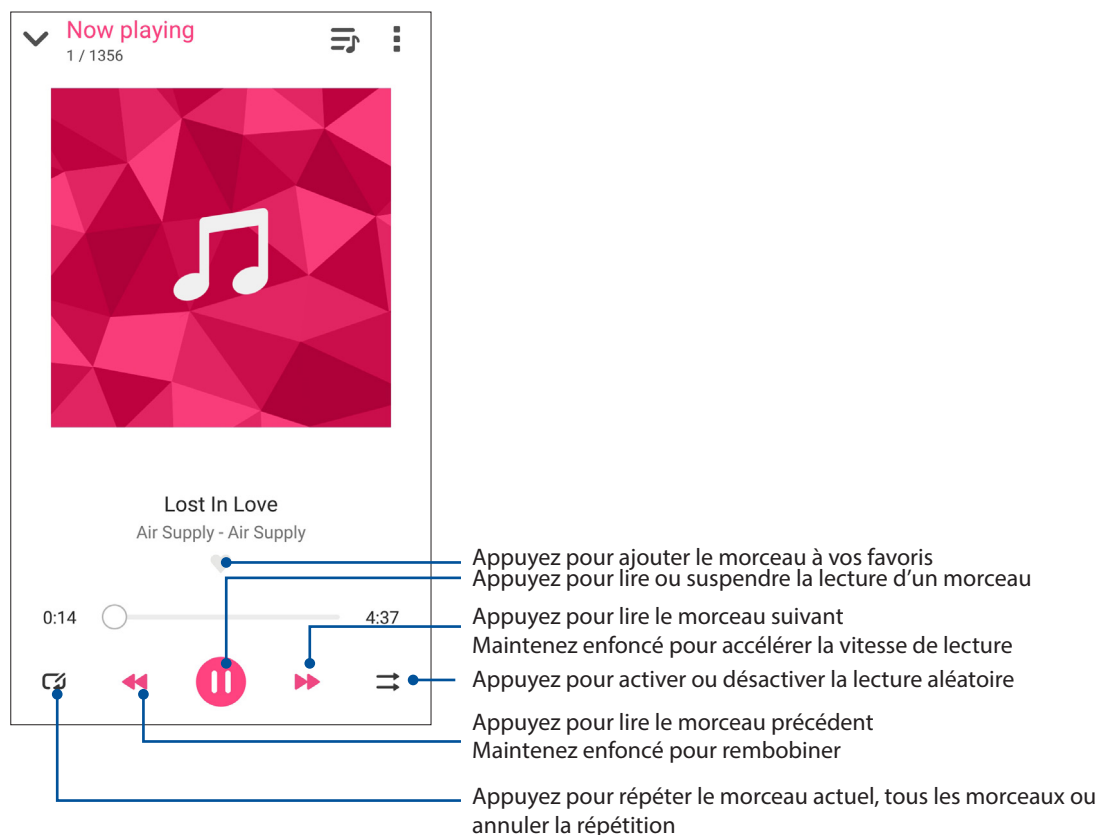 Now playing
1 / 1356
Lost In Love
Air Supply - Air Supply
0:14
4:37
Appuyez pour ajouter le morceau à vos favoris
Appuyez pour lire ou suspendre la lecture d’un morceau
Appuyez pour lire le morceau suivant
Maintenez enfoncé pour accélérer la vitesse de lecture
Appuyez pour activer ou désactiver la lecture aléatoire
Appuyez pour lire le morceau précédent
Maintenez enfoncé pour rembobiner
Appuyez pour répéter le morceau actuel, tous les morceaux ou
annuler la répétition